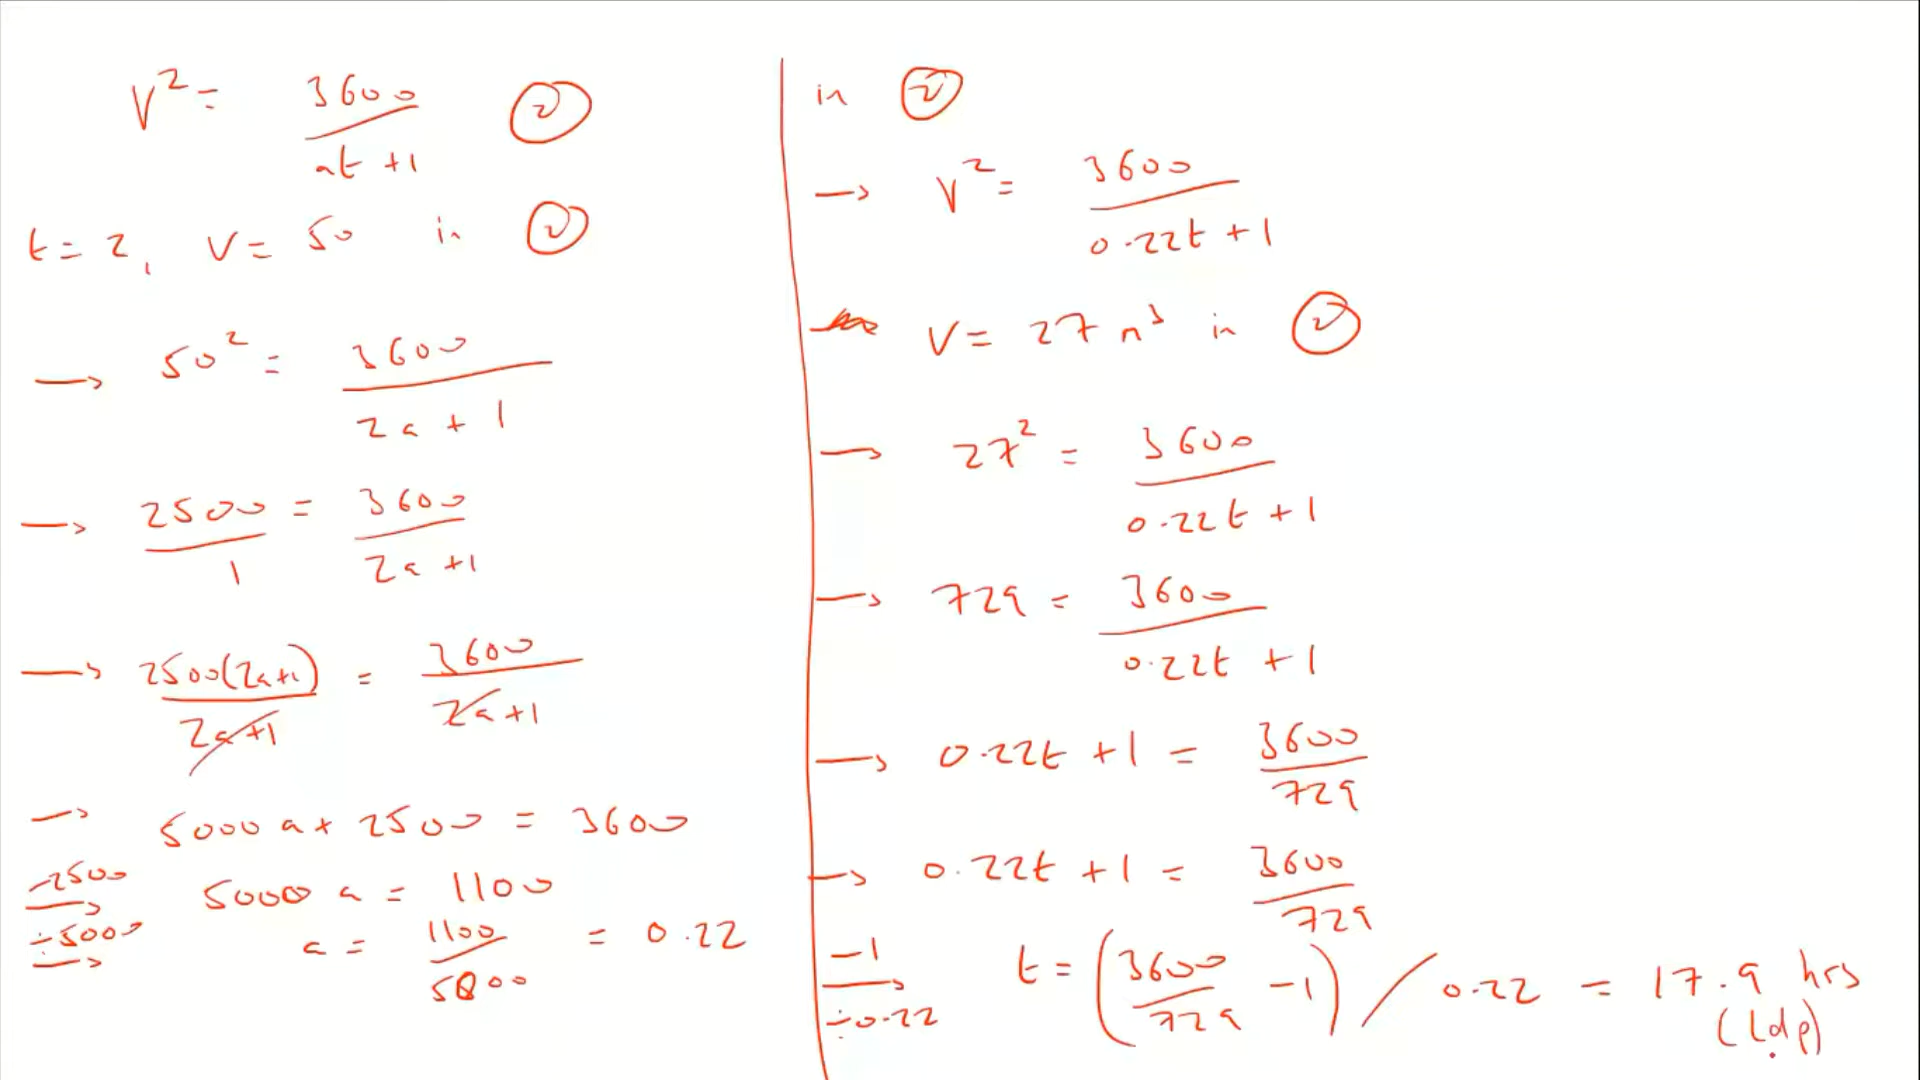 V² = 3600/(at + 1) ②
t = 2, V = 50 in ②
→ 50² = 3600/(2a + 1)
→ 2500/1 = 3600/(2a + 1)
→ 2500(2a+1)/(2a+1) = 3600/(2a+1)
→ 5000a + 2500 = 3600
-2500 → 5000a = 1100
÷5000 → a = 1100/5000 = 0.22
in ②
→ V² = 3600/(0.22t + 1)
V = 27 m³ in ②
→ 27² = 3600/(0.22t + 1)
→ 729 = 3600/(0.22t + 1)
→ 0.22t + 1 = 3600/729
→ 0.22t + 1 = 3600/729
-1 → ÷0.22 t = (3600/729 - 1) / 0.22 = 17.9 hrs
(1dp)